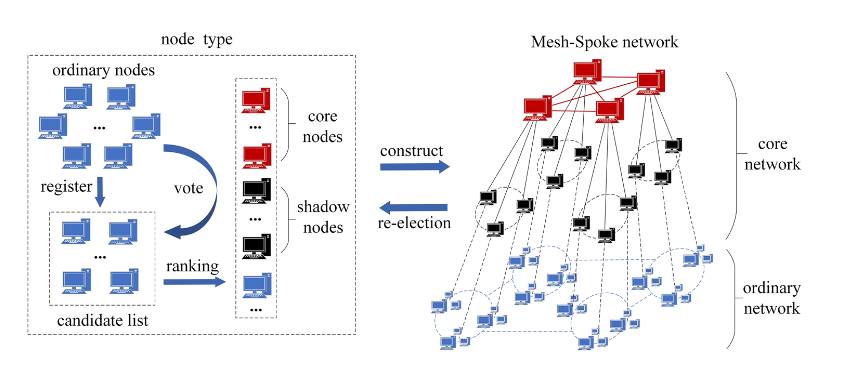 node type
ordinary nodes
...
register
vote
...
candidate list
ranking
...
core
nodes
...
shadow
nodes
...
construct
re-election
Mesh-Spoke network
core
network
ordinary
network